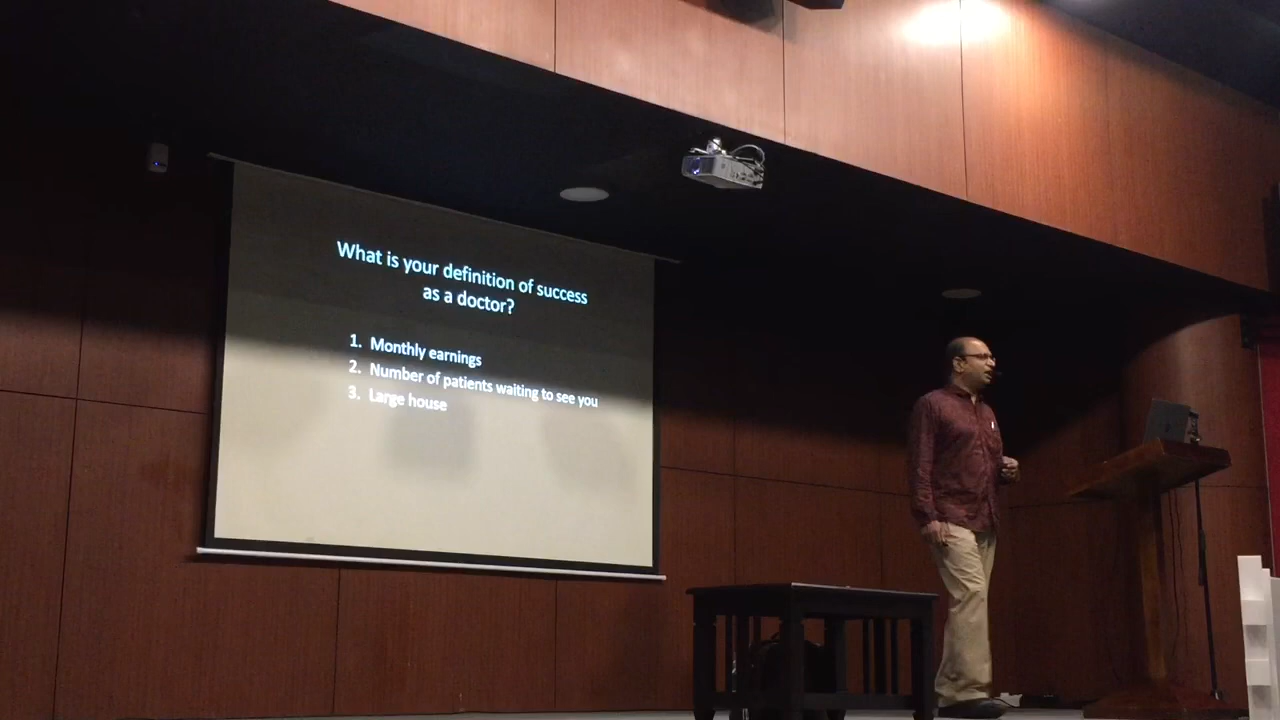 What is your definition of success
as a doctor?
1. Monthly earnings
2. Number of patients waiting to see you
3. Large house